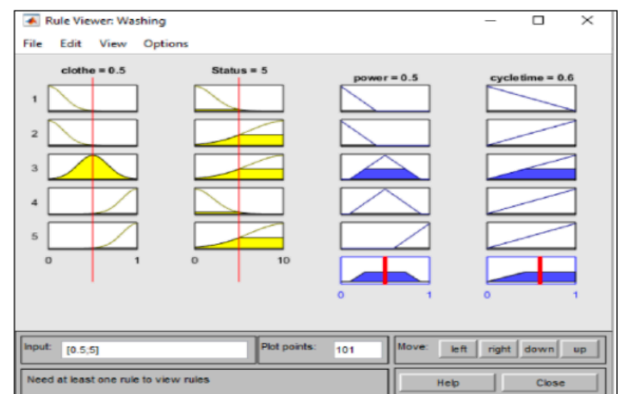 Rule Viewer: Washing
File Edit View Options
clothe = 0.5 Status = 5 power = 0.5 cycletime = 0.6
1
2
3
4
5
0 1 0 10
0 1 0 1
Input: [0.5;5] Plot points: 101 Move: left right down up
Need at least one rule to view rules Help Close